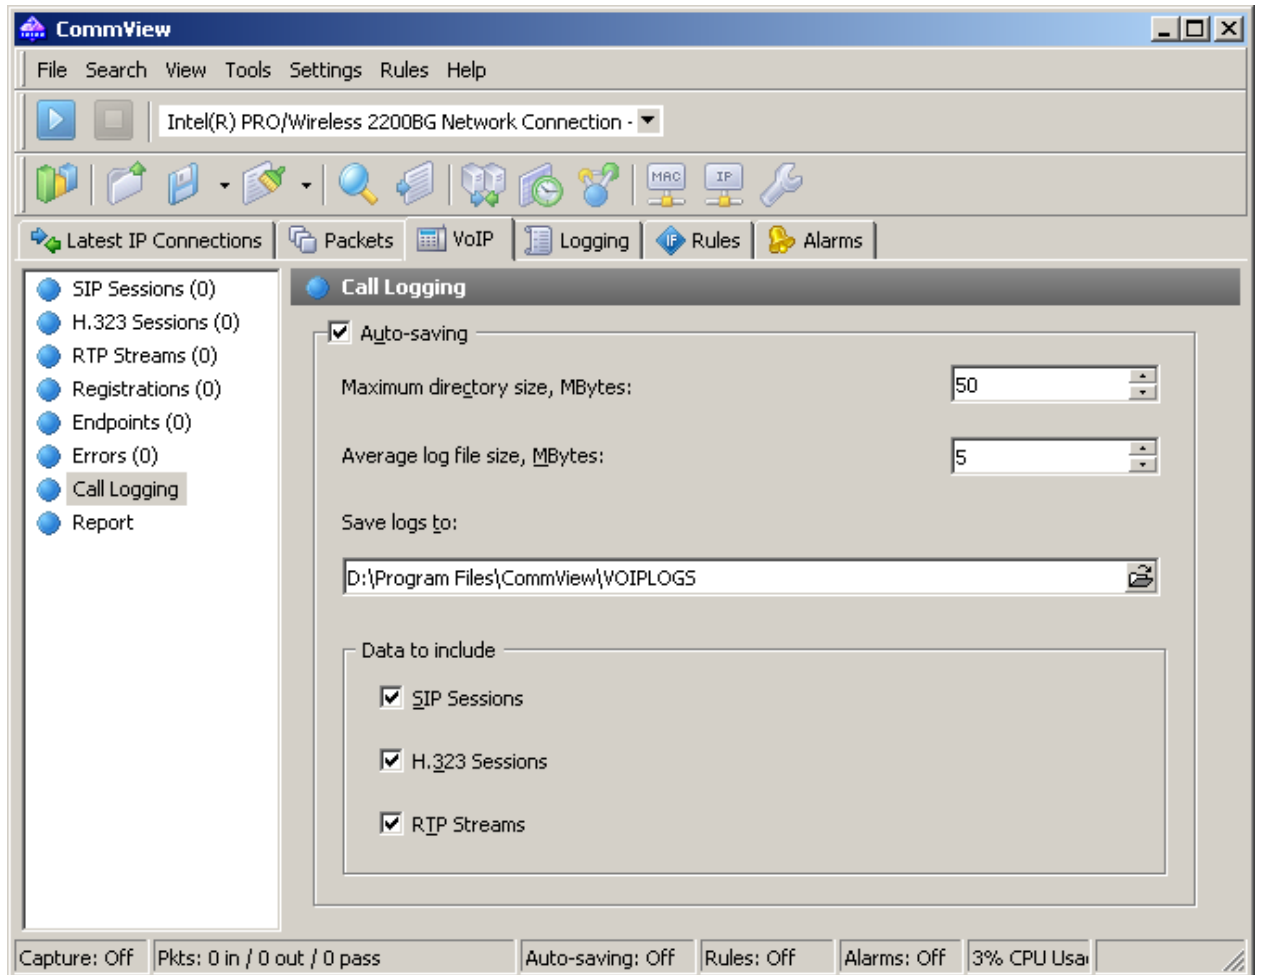 CommView
File Search View Tools Settings Rules Help
Intel(R) PRO/Wireless 2200BG Network Connection -
MAC IP
Latest IP Connections Packets VoIP Logging IF Rules Alarms
SIP Sessions (0)
H.323 Sessions (0)
RTP Streams (0)
Registrations (0)
Endpoints (0)
Errors (0)
Call Logging
Report
Call Logging
Auto-saving
Maximum directory size, MBytes:
50
Average log file size, MBytes:
5
Save logs to:
D:\Program Files\CommView\VOIPLOGS
Data to include
SIP Sessions
H.323 Sessions
RTP Streams
Capture: Off Pkts: 0 in / 0 out / 0 pass Auto-saving: Off Rules: Off Alarms: Off 3% CPU Usa